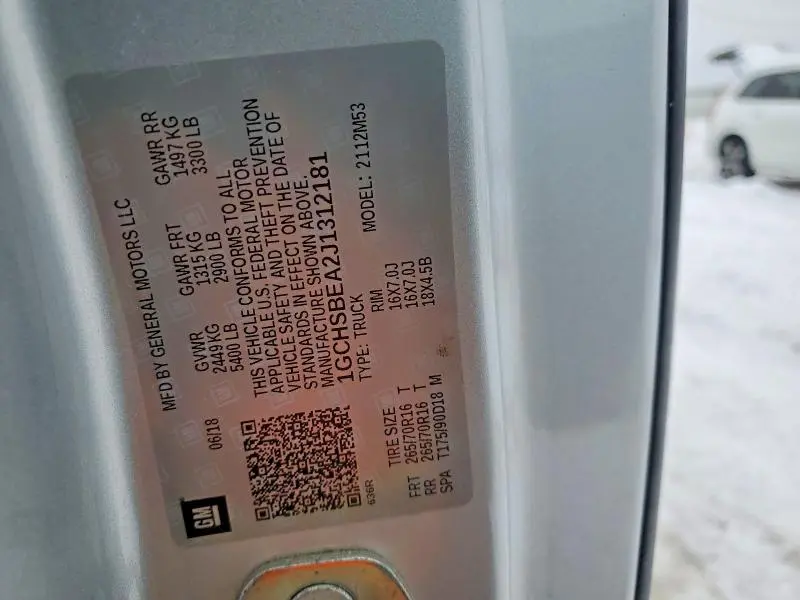 GM
MFD BY GENERAL MOTORS LLC
06/18 GVWR GAWR FRT GAWR RR
2449 KG 1315 KG 1497 KG
5400 LB 2900 LB 3300 LB
THIS VEHICLE CONFORMS TO ALL
APPLICABLE U.S. FEDERAL MOTOR
VEHICLE SAFETY AND THEFT PREVENTION
STANDARDS IN EFFECT ON THE DATE OF
MANUFACTURE SHOWN ABOVE.
1GCHSBEA2J1312181
TYPE: TRUCK MODEL: 2112M53
636R
TIRE SIZE RIM
FRT 265/70R16 T 16X7.0J
RR 265/70R16 T 16X7.0J
SPA T175/90D18 M 18X4.5B